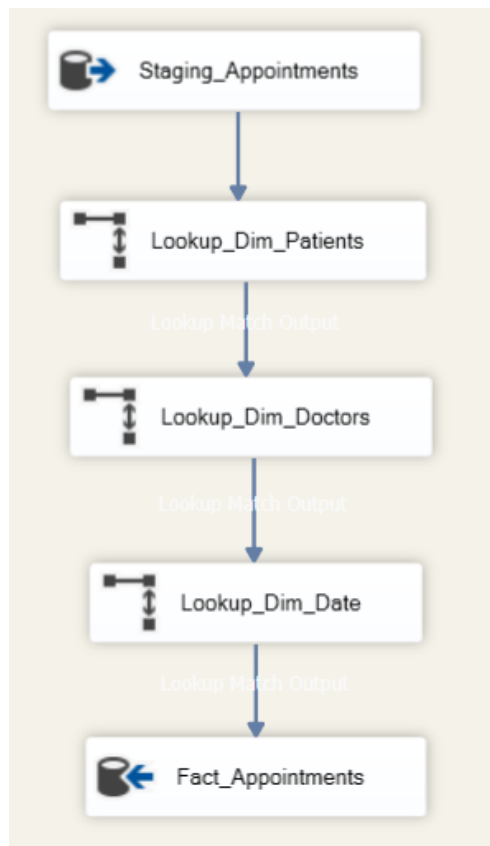 Staging_Appointments
Lookup_Dim_Patients
Lookup Match Output
Lookup_Dim_Doctors
Lookup Match Output
Lookup_Dim_Date
Lookup Match Output
Fact_Appointments